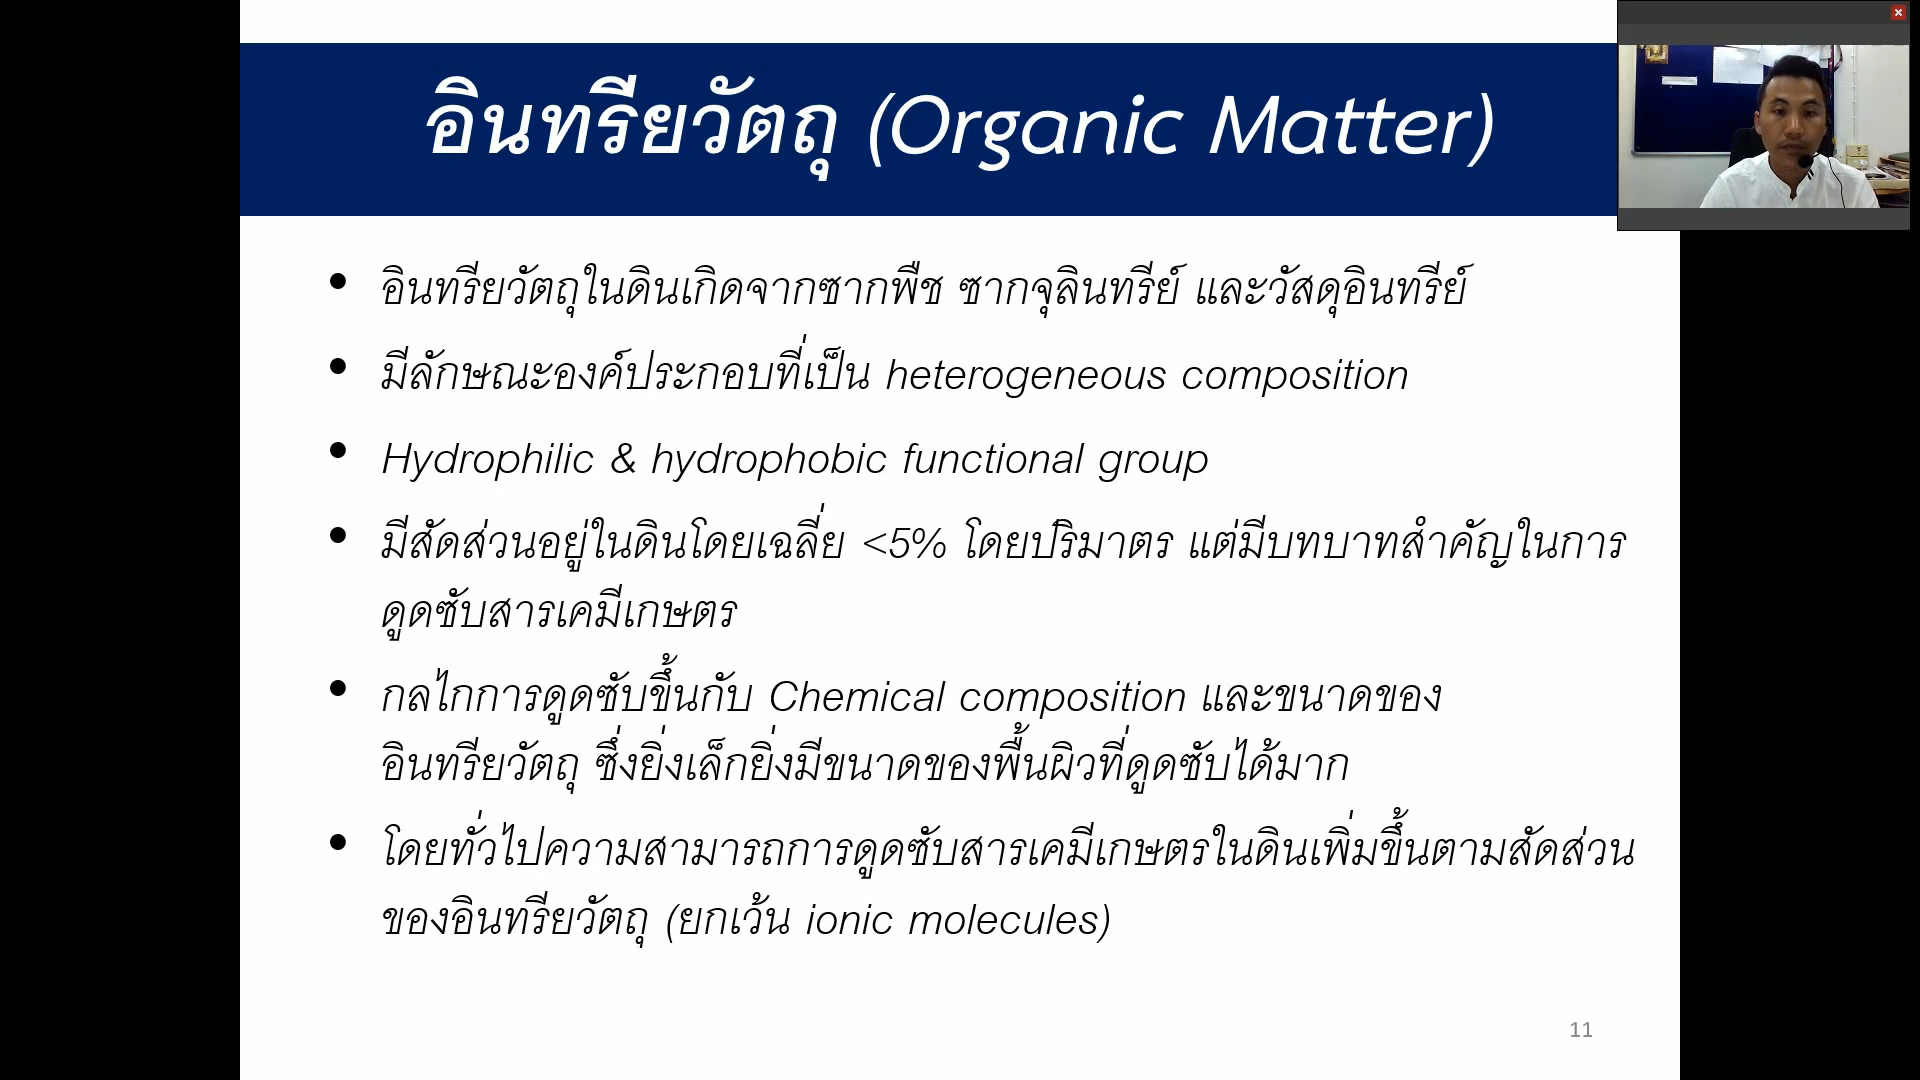 อินทรียวัตถุ (Organic Matter)
• อินทรียวัตถุในดินเกิดจากซากพืช ซากจุลินทรีย์ และวัสดุอินทรีย์
• มีลักษณะองค์ประกอบที่เป็น heterogeneous composition
• Hydrophilic & hydrophobic functional group
• มีสัดส่วนอยู่ในดินโดยเฉลี่ย <5% โดยปริมาตร แต่มีบทบาทสำคัญในการ
ดูดซับสารเคมีเกษตร
• กลไกการดูดซับขึ้นกับ Chemical composition และขนาดของ
อินทรียวัตถุ ซึ่งยิ่งเล็กยิ่งมีขนาดของพื้นผิวที่ดูดซับได้มาก
• โดยทั่วไปความสามารถการดูดซับสารเคมีเกษตรในดินเพิ่มขึ้นตามสัดส่วน
ของอินทรียวัตถุ (ยกเว้น ionic molecules)
11